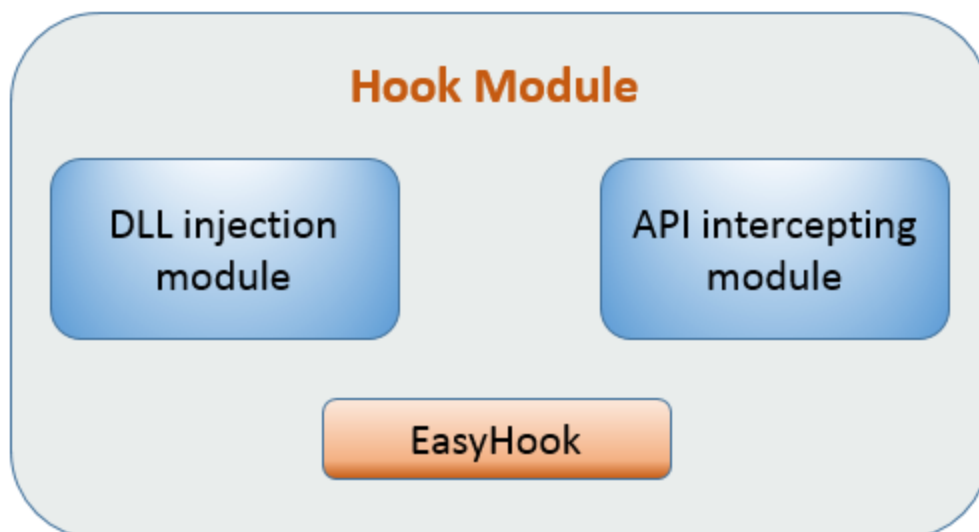 Hook Module
DLL injection
module
API intercepting
module
EasyHook